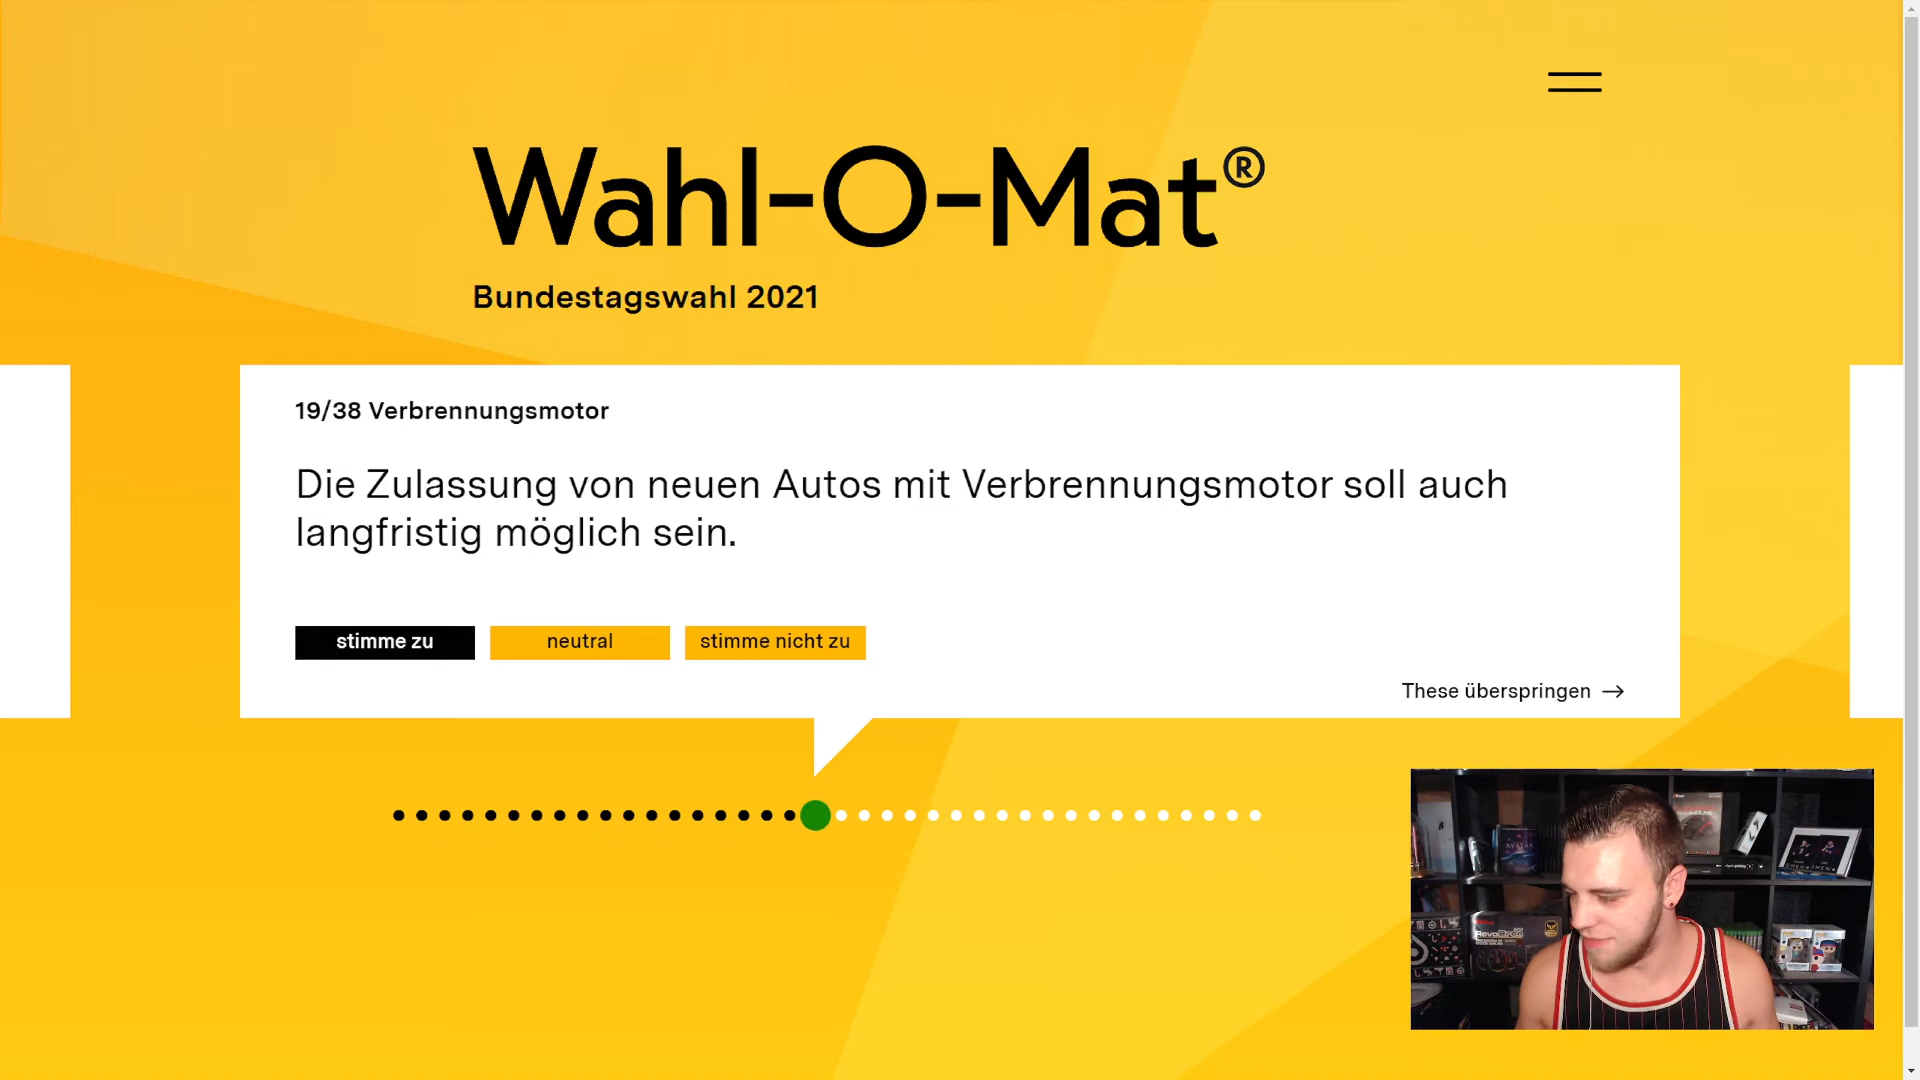 Wahl-O-Mat®
Bundestagswahl 2021
19/38 Verbrennungsmotor
Die Zulassung von neuen Autos mit Verbrennungsmotor soll auch
langfristig möglich sein.
stimme zu
neutral
stimme nicht zu
These überspringen →
AVATAR